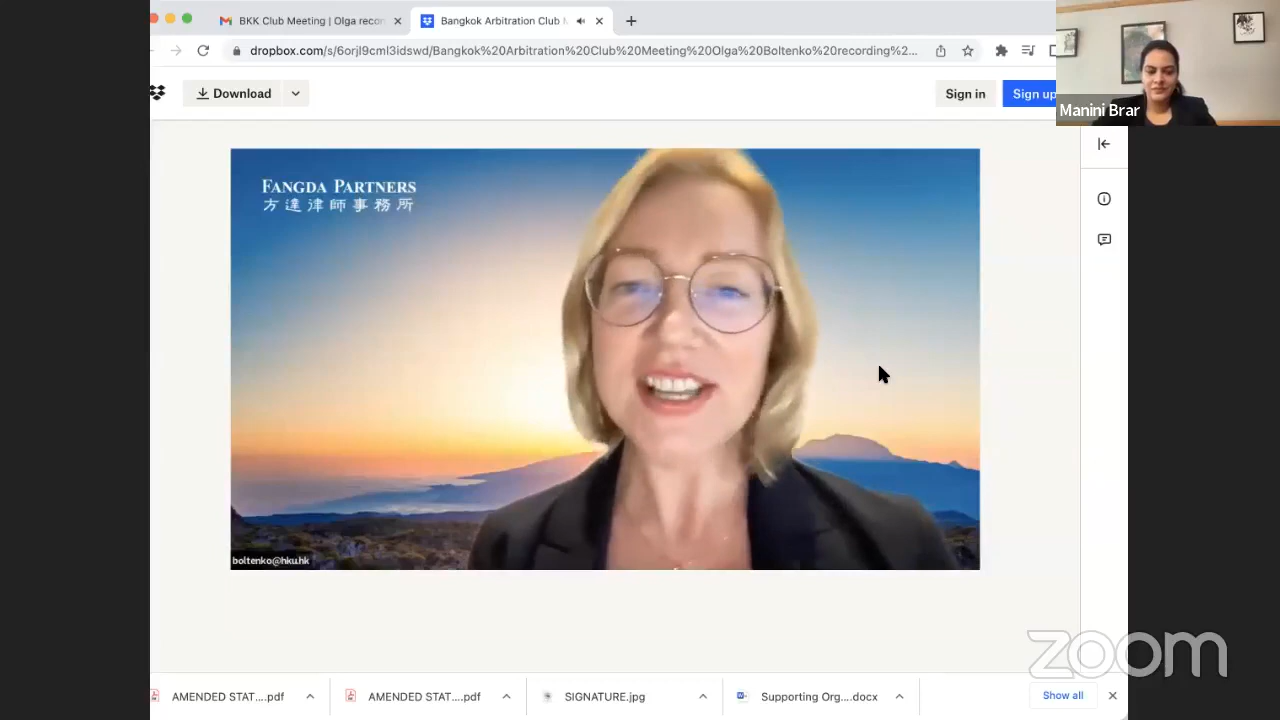 BKK Club Meeting | Olga recor
Bangkok Arbitration Club M
dropbox.com/s/6orjl9cml3idswd/Bangkok%20Arbitration%20Club%20Meeting%20Olga%20Boltenko%20recording%2...
Download
Sign in
Sign up
Manini Brar
FANGDA PARTNERS
方達律師事務所
boltenko@hku.hk
zoom
AMENDED STAT....pdf
AMENDED STAT....pdf
SIGNATURE.jpg
Supporting Org....docx
Show all